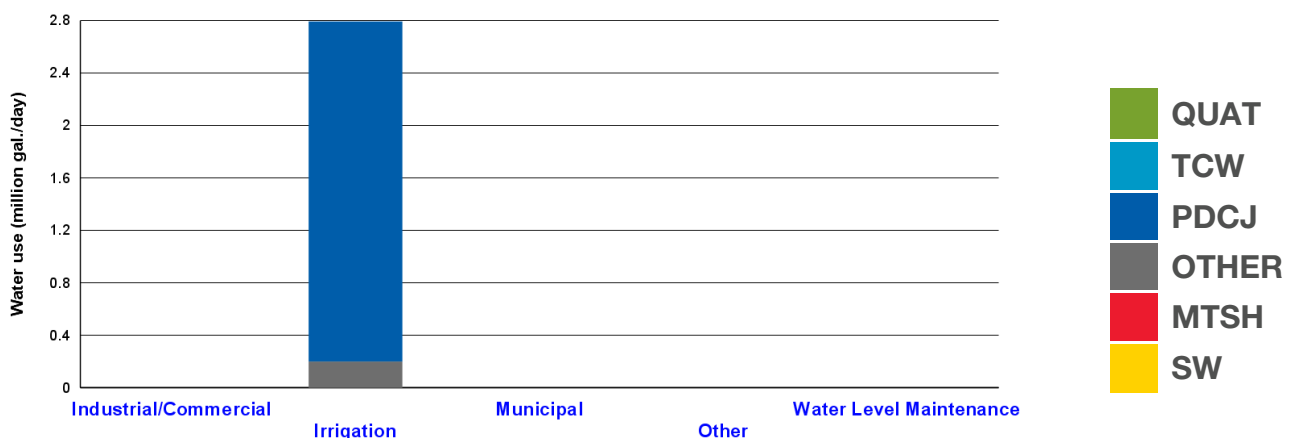 Water use (million gal./day)
2.8
2.4
2
1.6
1.2
0.8
0.4
0
Industrial/Commercial
Irrigation
Municipal
Other
Water Level Maintenance
QUAT
TCW
PDCJ
OTHER
MTSH
SW